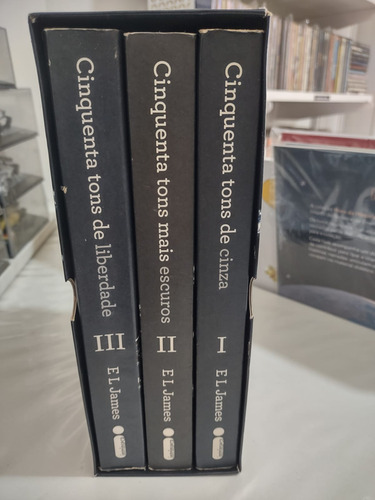 Cinquenta tons de liberdade
III
E L James
Cinquenta tons mais escuros
II
E L James
Cinquenta tons de cinza
I
E L James